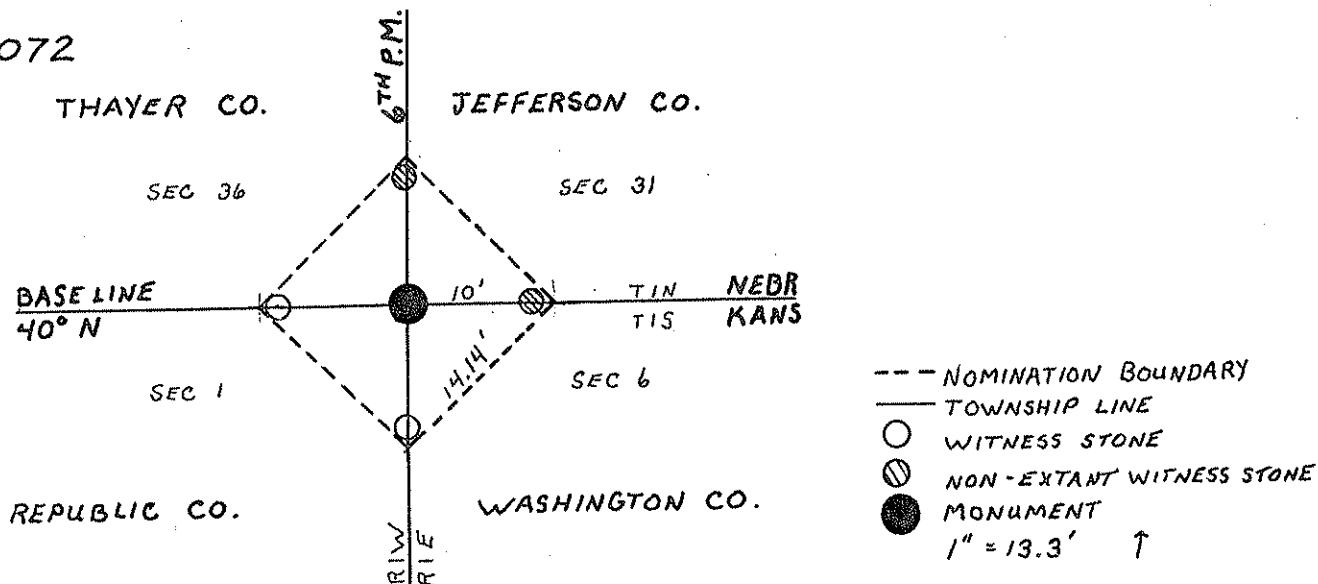 072
6TH P.M.
THAYER CO.
JEFFERSON CO.
SEC 36
SEC 31
BASE LINE
40° N
10'
T1N
T1S
NEBR
KANS
14.14'
SEC 1
SEC 6
REPUBLIC CO.
WASHINGTON CO.
R1W
R1E
NOMINATION BOUNDARY
TOWNSHIP LINE
WITNESS STONE
NON-EXTANT WITNESS STONE
MONUMENT
1" = 13.3' ↑